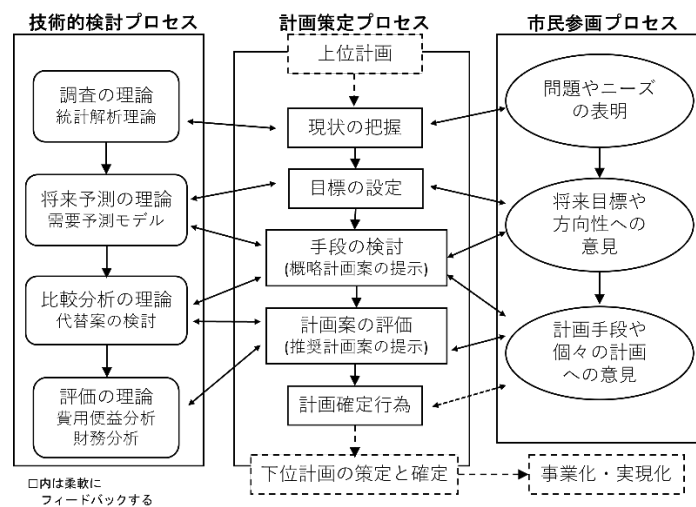 技術的検討プロセス
調査の理論
統計解析理論
将来予測の理論
需要予測モデル
比較分析の理論
代替案の検討
評価の理論
費用便益分析
財務分析
□内は柔軟に
フィードバックする
計画策定プロセス
上位計画
現状の把握
目標の設定
手段の検討
(概略計画案の提示)
計画案の評価
(推奨計画案の提示)
計画確定行為
下位計画の策定と確定
市民参画プロセス
問題やニーズ
の表明
将来目標や
方向性への
意見
計画手段や
個々の計画
への意見
事業化・実現化